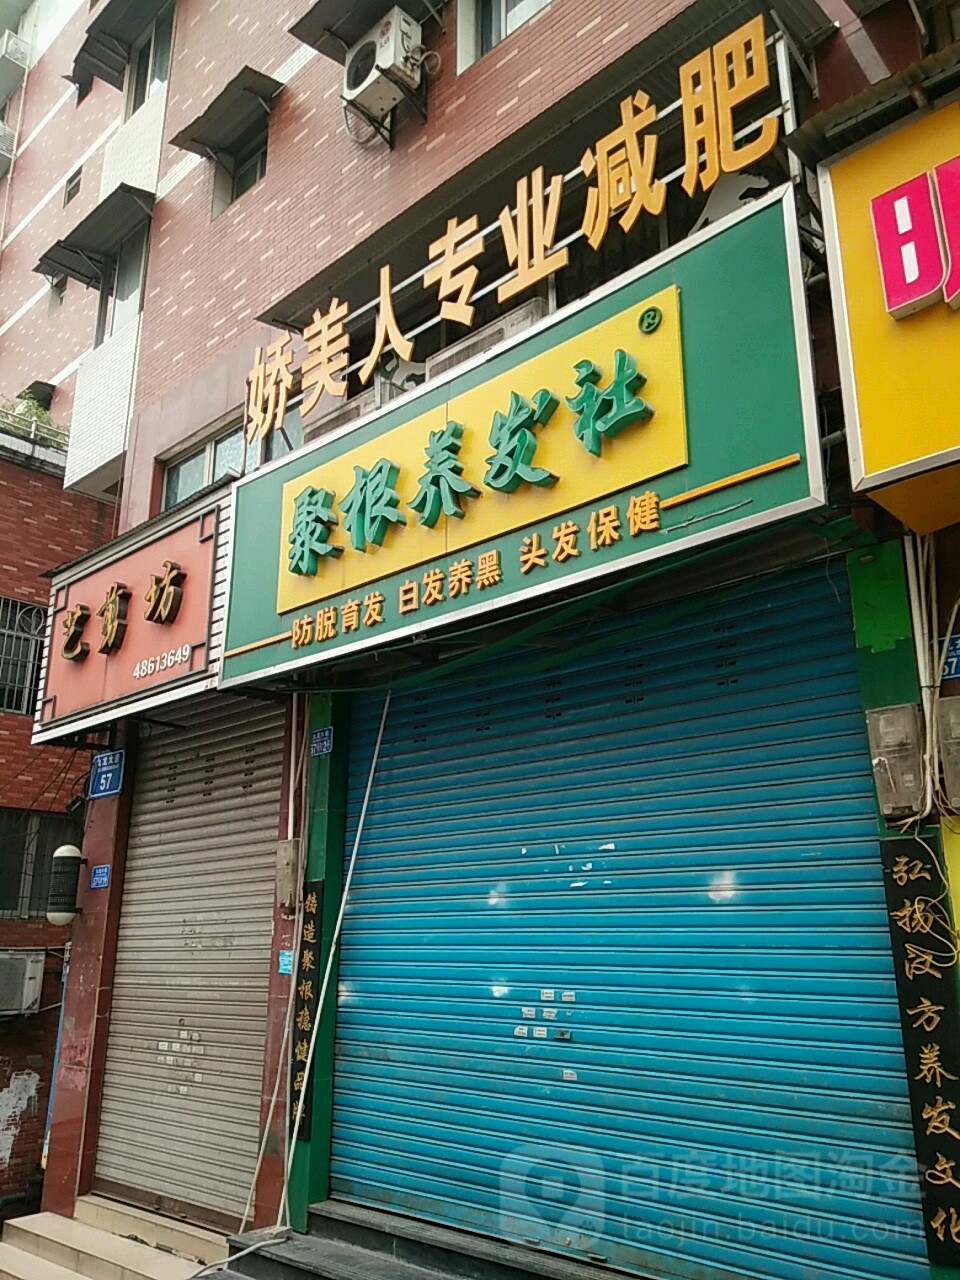 娇美人专业减肥
聚根养发社®
防脱育发 白发养黑 头发保健
艺剪坊
48613649
57
铸造聚根稳健品牌
弘扬汉方养发文化
百度地图淘金
taojin.baidu.com